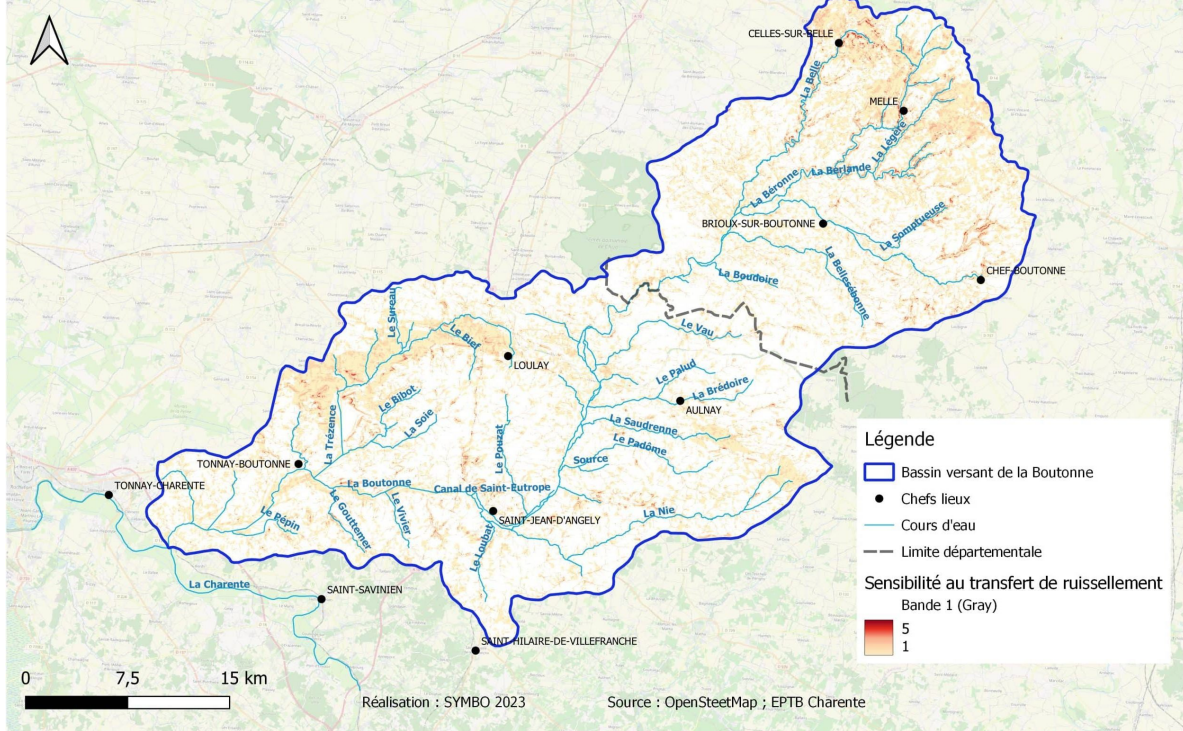 CELLES-SUR-BELLE
La Belle
MELLE
La Légère
La Berlande
La Béronne
BRIOUX-SUR-BOUTONNE
La Somptueuse
La Bellesébonne
CHEF-BOUTONNE
La Boudoire
Le Sureau
Le Bief
LOULAY
Le Vau
Le Palud
La Brédoire
AULNAY
Le Bibot
La Soie
La Trézence
Le Pouzat
La Saudrenne
Le Padôme
Source
TONNAY-BOUTONNE
TONNAY-CHARENTE
La Boutonne
Canal de Saint-Eutrope
SAINT-JEAN-D'ANGELY
La Nie
Le Pépin
Le Gouttemer
Le Vivier
Le Loubat
La Charente
SAINT-SAVINIEN
SAINT-HILAIRE-DE-VILLEFRANCHE
Légende
Bassin versant de la Boutonne
Chefs lieux
Cours d'eau
Limite départementale
Sensibilité au transfert de ruissellement
Bande 1 (Gray)
5
1
0 7,5 15 km
Réalisation : SYMBO 2023
Source : OpenSteetMap ; EPTB Charente